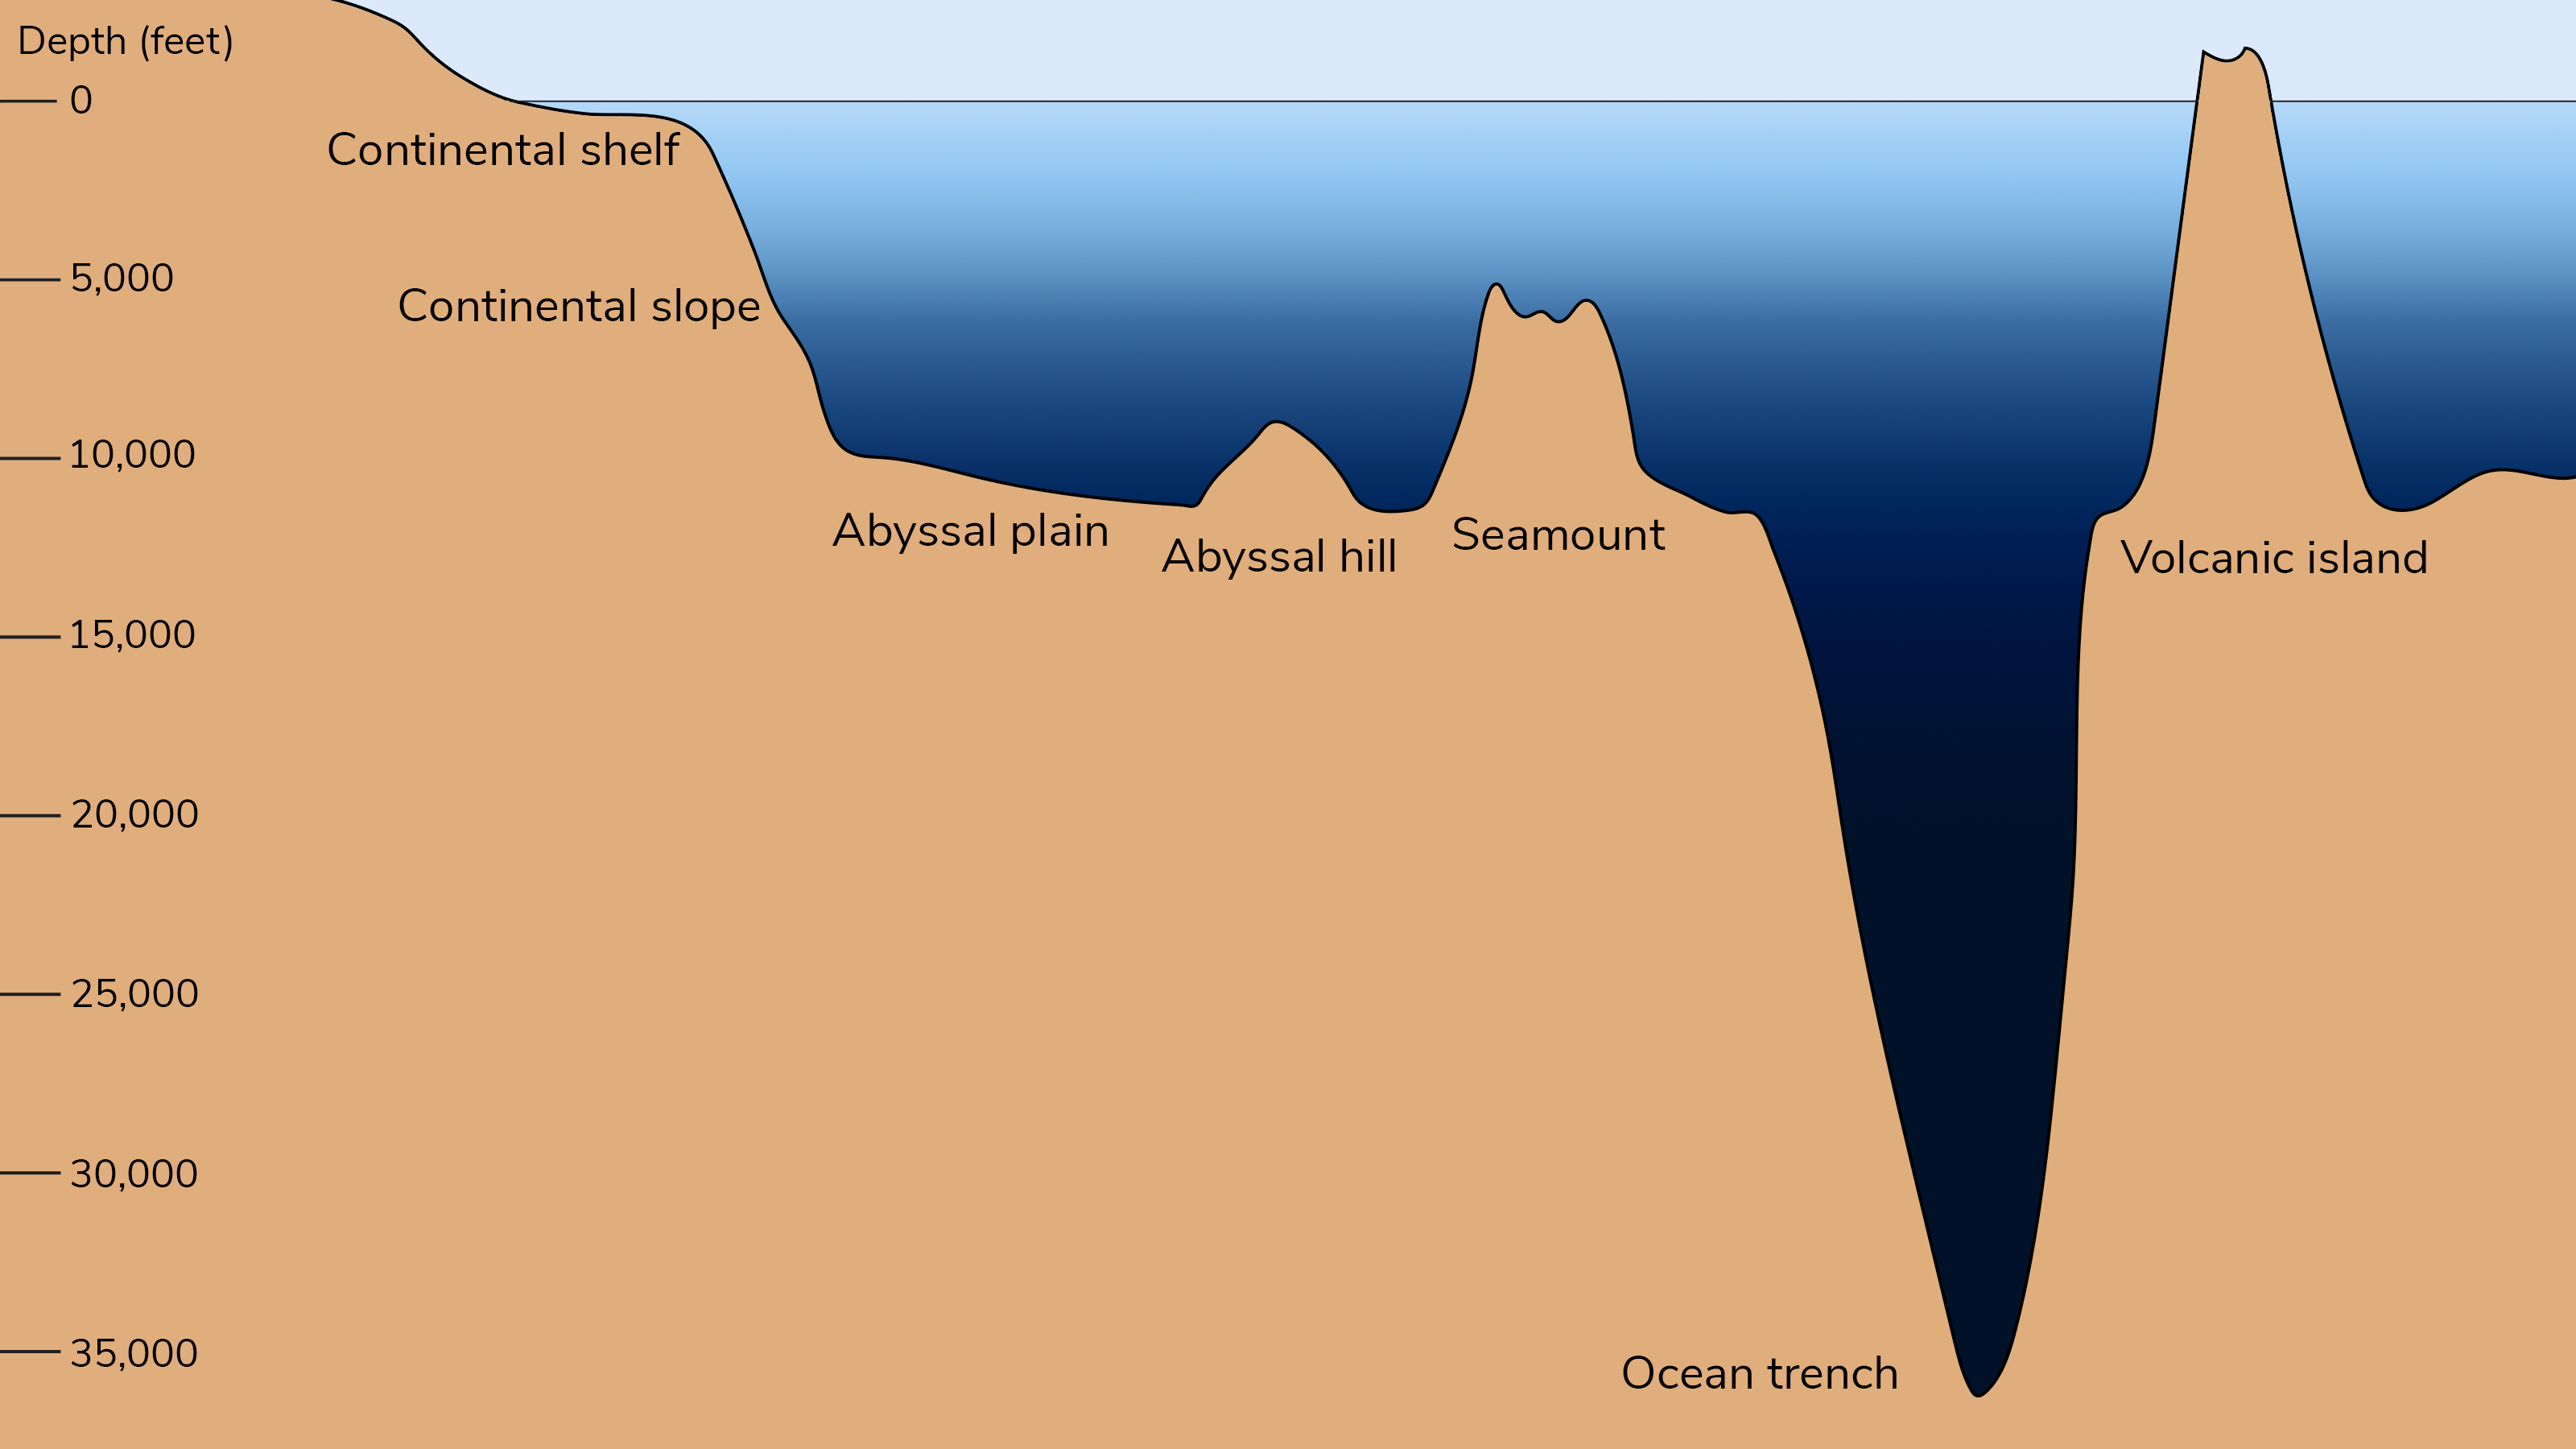 Depth (feet)
0
Continental shelf
5,000
Continental slope
10,000
Abyssal plain
Abyssal hill
Seamount
Volcanic island
15,000
20,000
25,000
30,000
35,000
Ocean trench